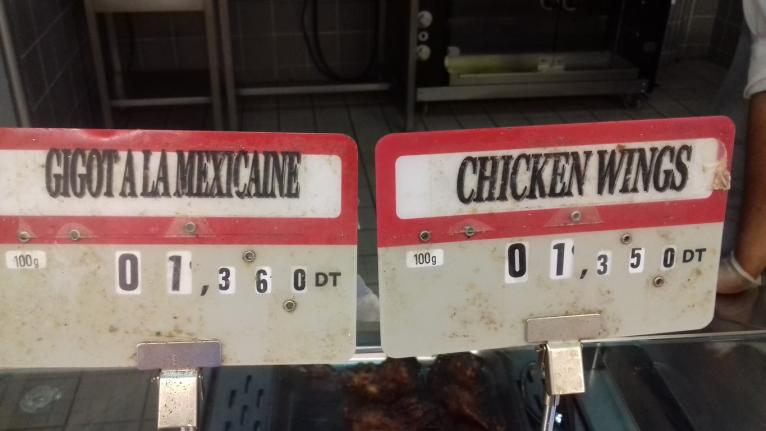 GIGOT A LA MEXICAINE
100g
01,360 DT
CHICKEN WINGS
100g
01,350 DT